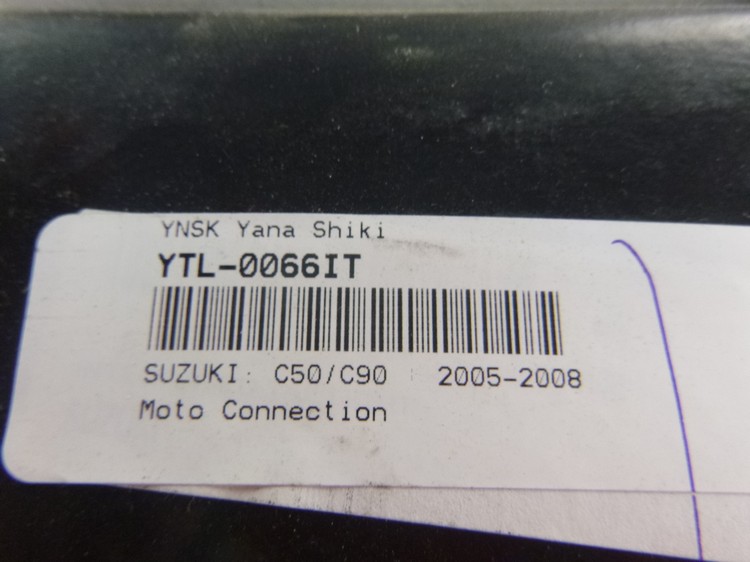 YNSK Yana Shiki
YTL-0066IT
SUZUKI: C50/C90 2005-2008
Moto Connection